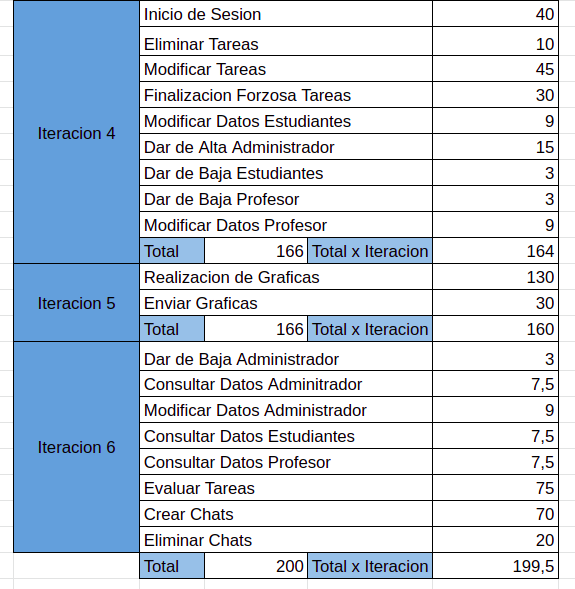 Inicio de Sesion 40
Eliminar Tareas 10
Modificar Tareas 45
Finalizacion Forzosa Tareas 30
Iteracion 4 Modificar Datos Estudiantes 9
Dar de Alta Administrador 15
Dar de Baja Estudiantes 3
Dar de Baja Profesor 3
Modificar Datos Profesor 9
Total 166 Total x Iteracion 164
Realizacion de Graficas 130
Iteracion 5 Enviar Graficas 30
Total 166 Total x Iteracion 160
Dar de Baja Administrador 3
Consultar Datos Adminitrador 7,5
Modificar Datos Administrador 9
Iteracion 6 Consultar Datos Estudiantes 7,5
Consultar Datos Profesor 7,5
Evaluar Tareas 75
Crear Chats 70
Eliminar Chats 20
Total 200 Total x Iteracion 199,5